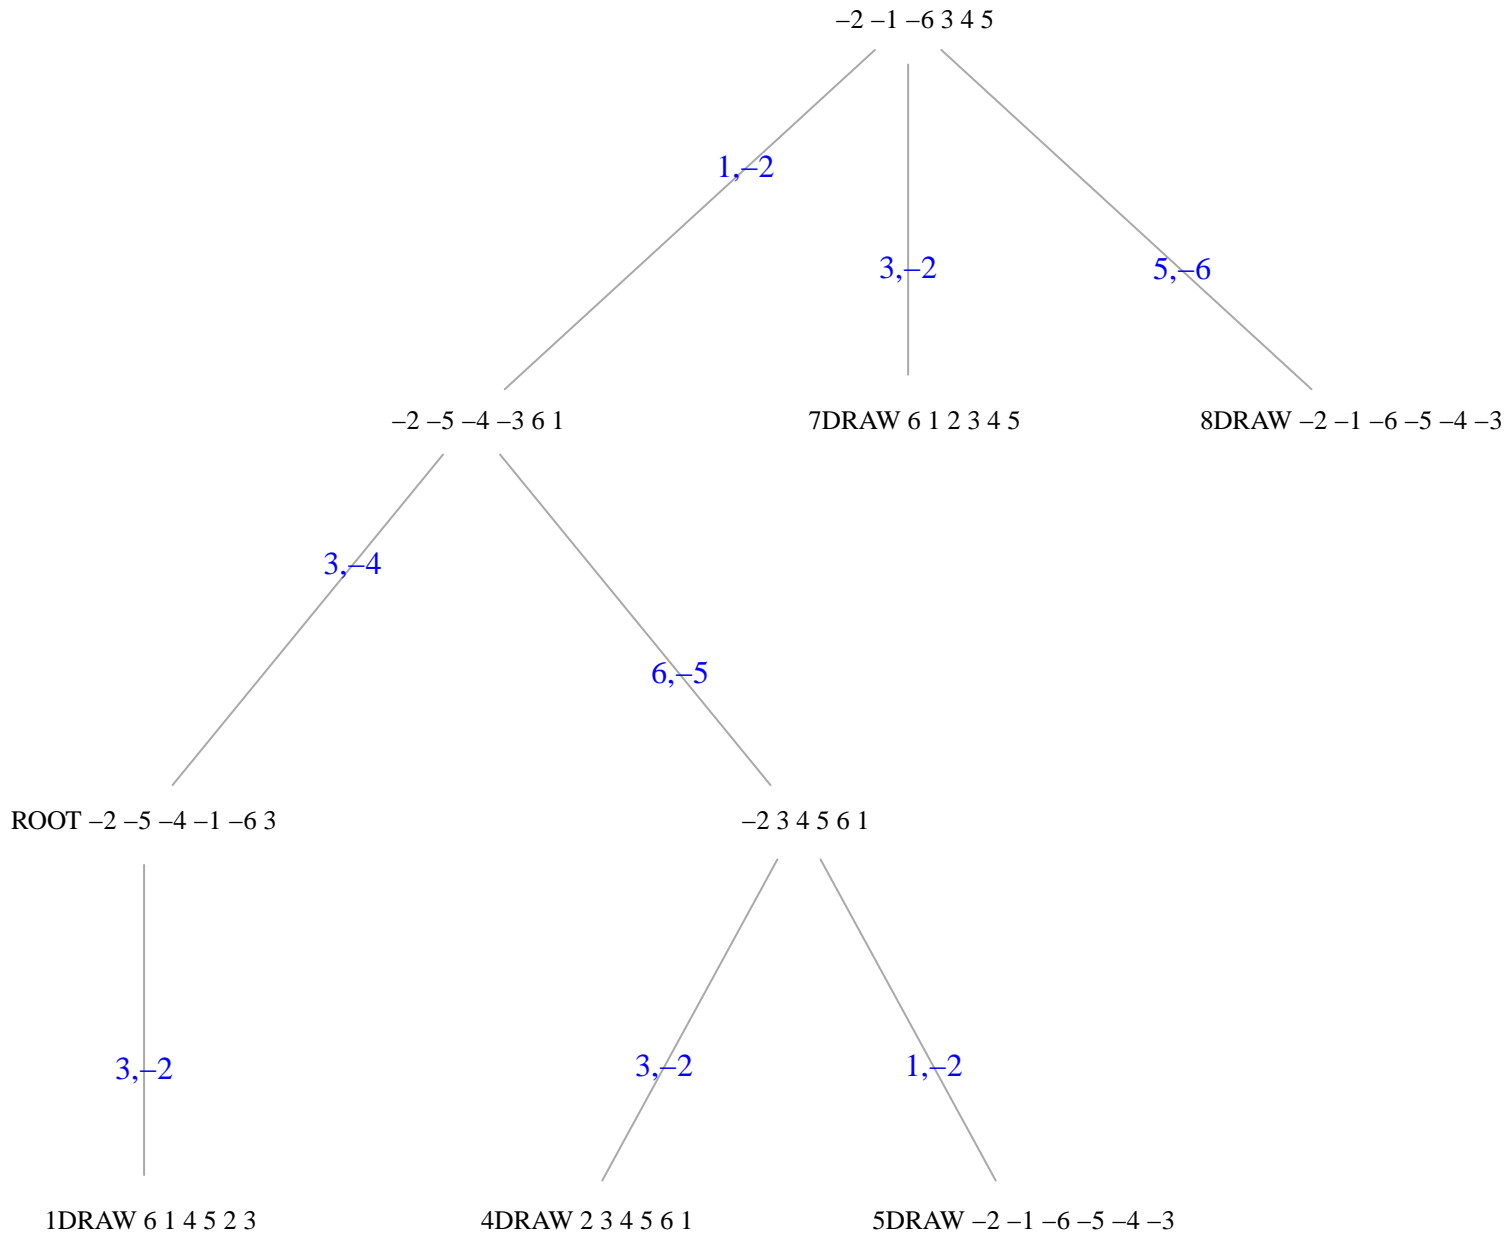 –2 –1 –6 3 4 5
1,–2
3,–2
5,–6
–2 –5 –4 –3 6 1
7DRAW 6 1 2 3 4 5
8DRAW –2 –1 –6 –5 –4 –3
3,–4
6,–5
ROOT –2 –5 –4 –1 –6 3
–2 3 4 5 6 1
3,–2
3,–2
1,–2
1DRAW 6 1 4 5 2 3
4DRAW 2 3 4 5 6 1
5DRAW –2 –1 –6 –5 –4 –3